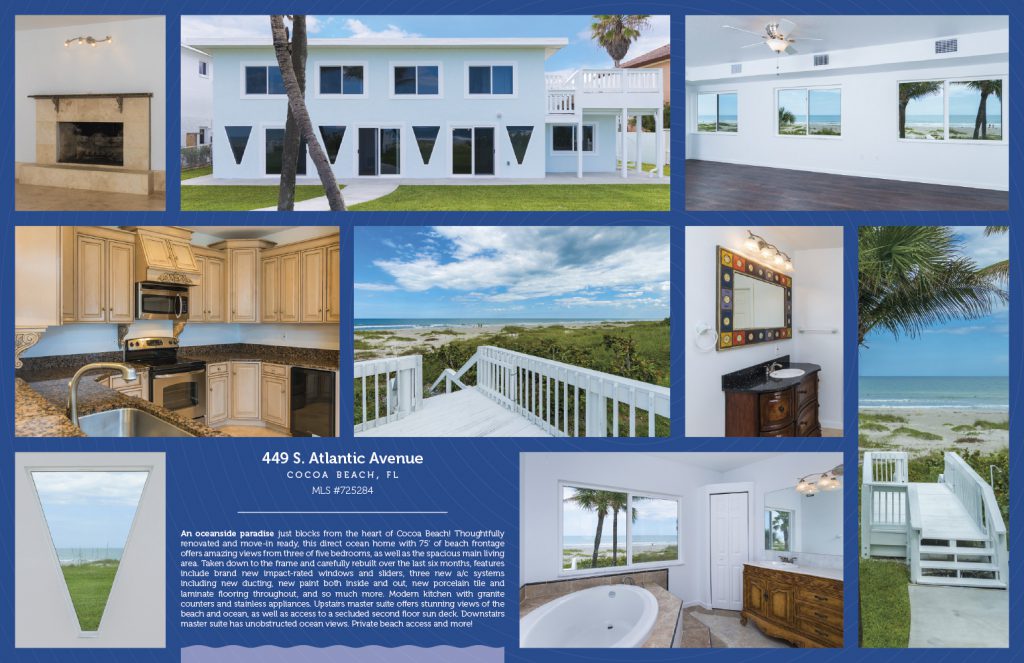 449 S. Atlantic Avenue
COCOA BEACH, FL
MLS #725284
An oceanside paradise just blocks from the heart of Cocoa Beach! Thoughtfully
renovated and move-in ready, this direct ocean home with 75' of beach frontage
offers amazing views from three of five bedrooms, as well as the spacious main living
area. Taken down to the frame and carefully rebuilt over the last six months, features
include brand new impact-rated windows and sliders, three new a/c systems
including new ducting, new paint both inside and out, new porcelain tile and
laminate flooring throughout, and so much more. Modern kitchen with granite
counters and stainless appliances. Upstairs master suite offers stunning views of the
beach and ocean, as well as access to a secluded second floor sun deck. Downstairs
master suite has unobstructed ocean views. Private beach access and more!